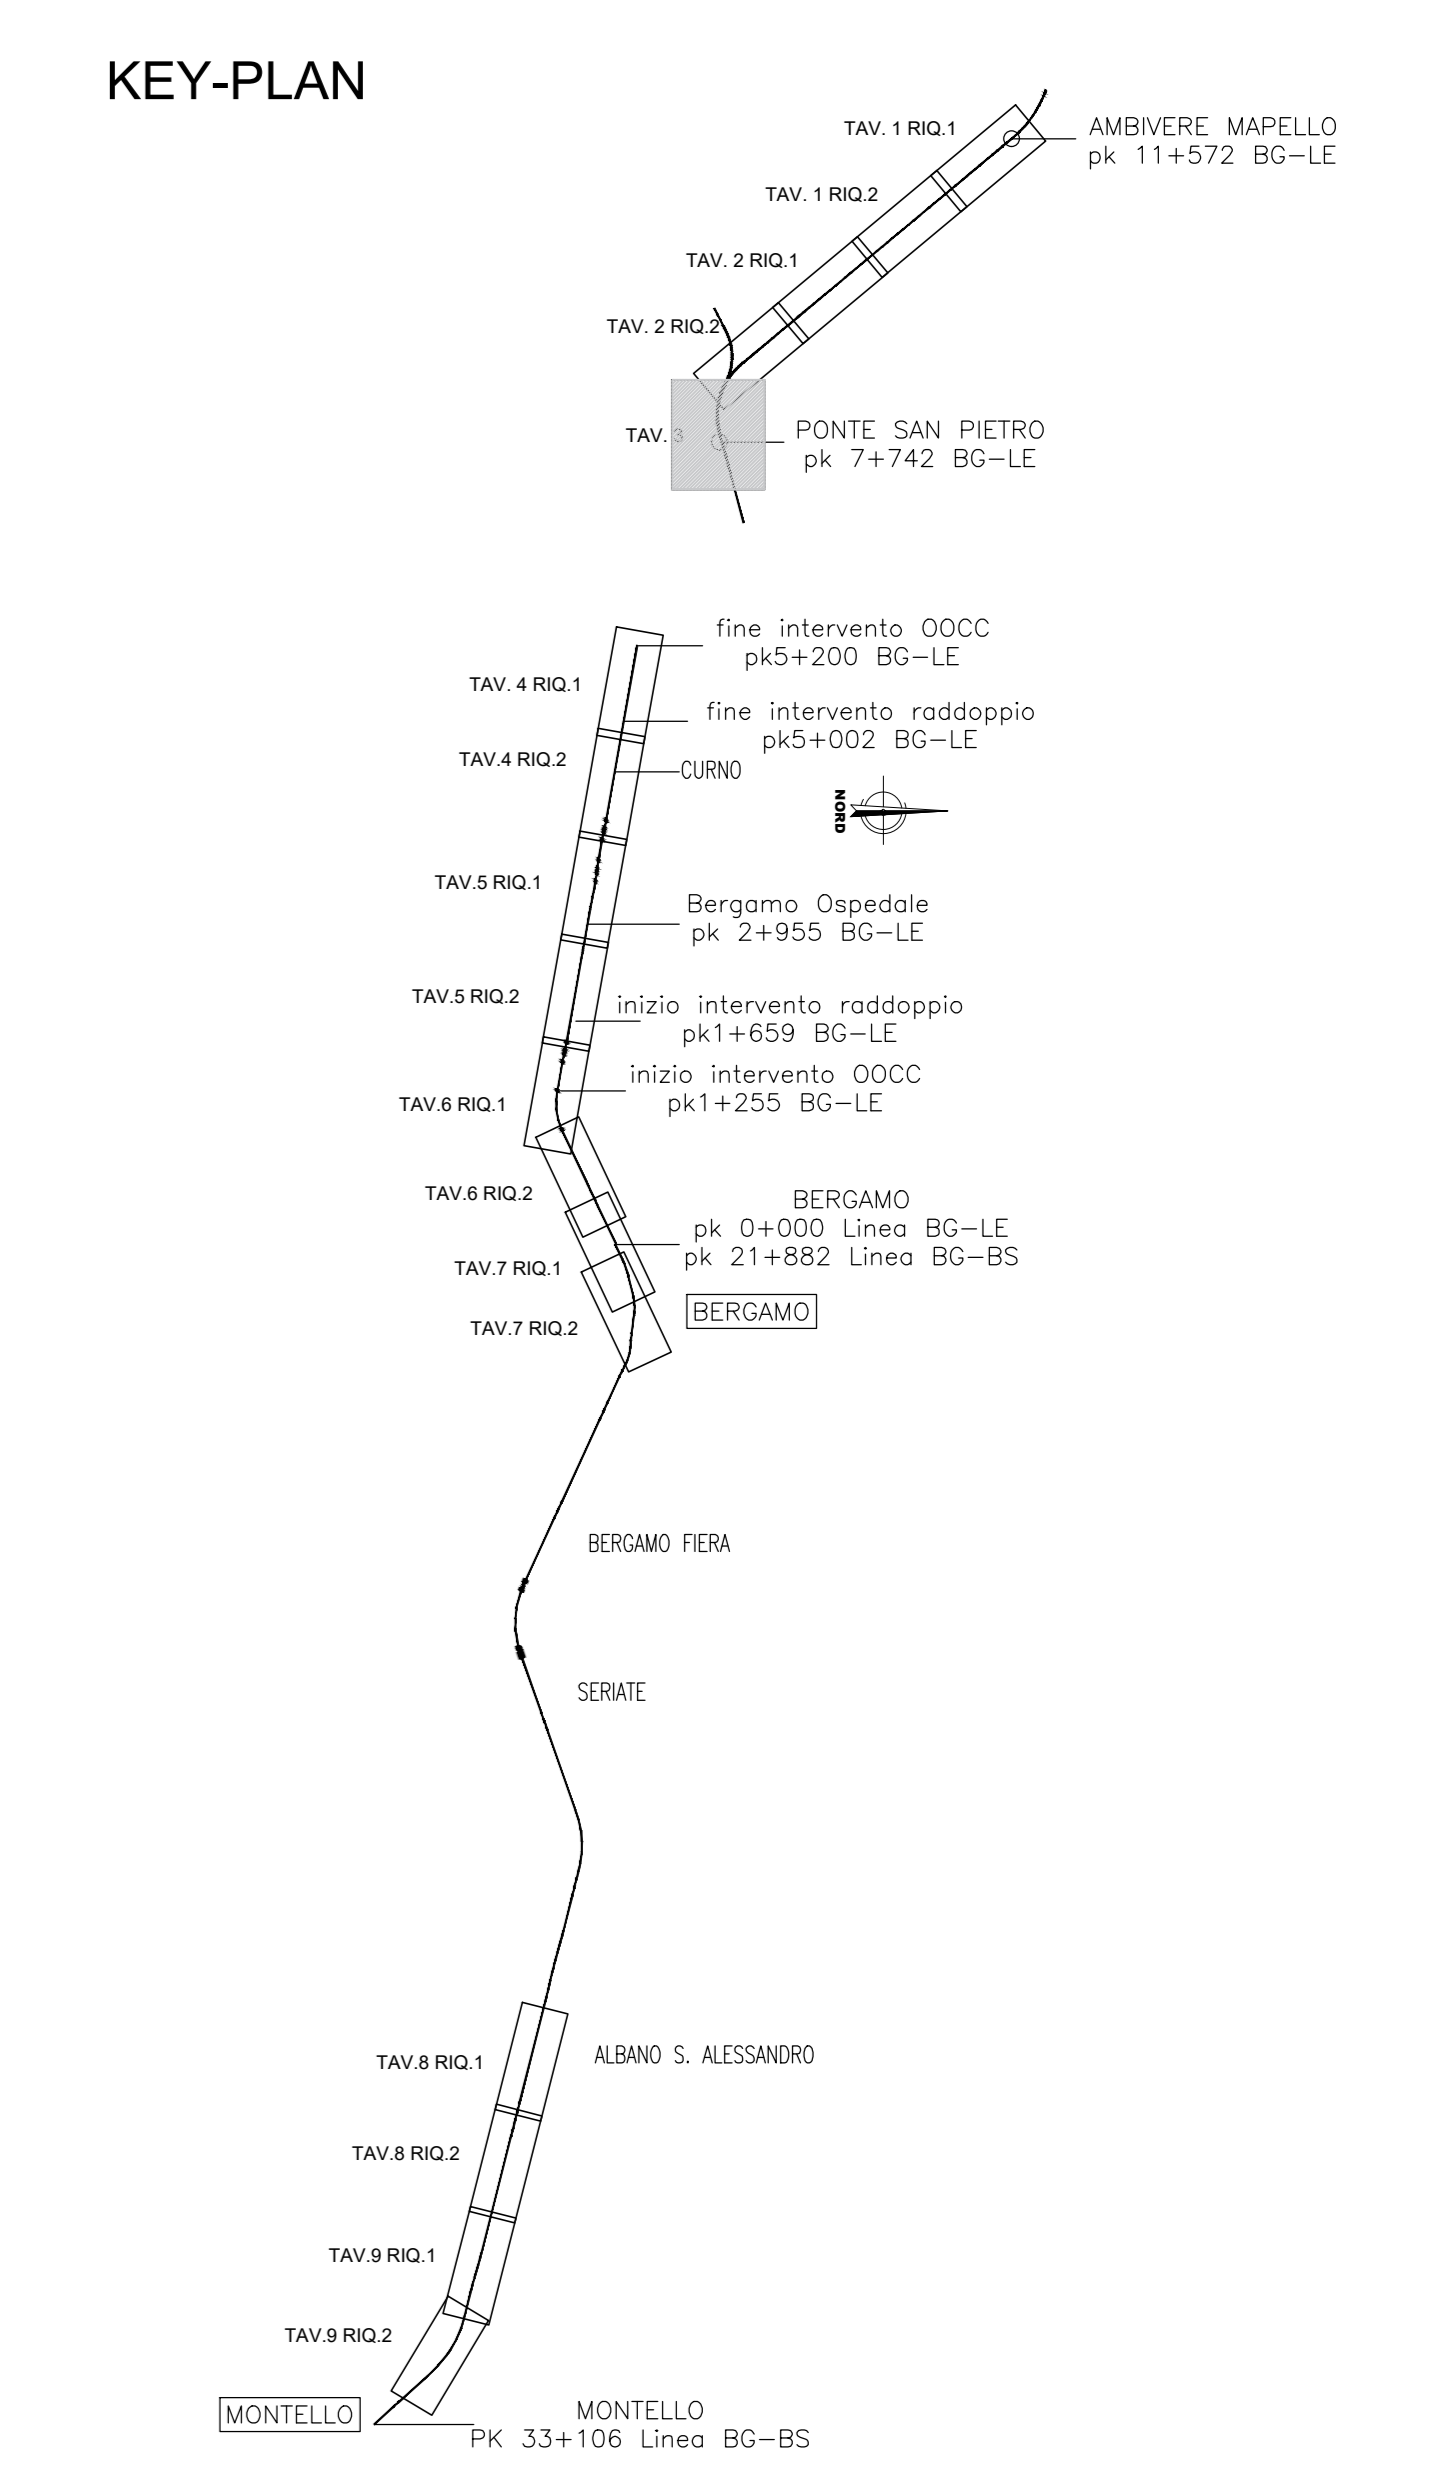 KEY-PLAN
TAV. 1 RIQ.1
AMBIVERE MAPELLO
pk 11+572 BG-LE
TAV. 1 RIQ.2
TAV. 2 RIQ.1
TAV. 2 RIQ.2
TAV. 3
PONTE SAN PIETRO
pk 7+742 BG-LE
fine intervento OOCC
pk5+200 BG-LE
TAV. 4 RIQ.1
fine intervento raddoppio
pk5+002 BG-LE
TAV.4 RIQ.2
CURNO
NORD
TAV.5 RIQ.1
Bergamo Ospedale
pk 2+955 BG-LE
TAV.5 RIQ.2
inizio intervento raddoppio
pk1+659 BG-LE
inizio intervento OOCC
pk1+255 BG-LE
TAV.6 RIQ.1
TAV.6 RIQ.2
BERGAMO
pk 0+000 Linea BG-LE
pk 21+882 Linea BG-BS
TAV.7 RIQ.1
BERGAMO
TAV.7 RIQ.2
BERGAMO FIERA
SERIATE
ALBANO S. ALESSANDRO
TAV.8 RIQ.1
TAV.8 RIQ.2
TAV.9 RIQ.1
TAV.9 RIQ.2
MONTELLO
MONTELLO
PK 33+106 Linea BG-BS